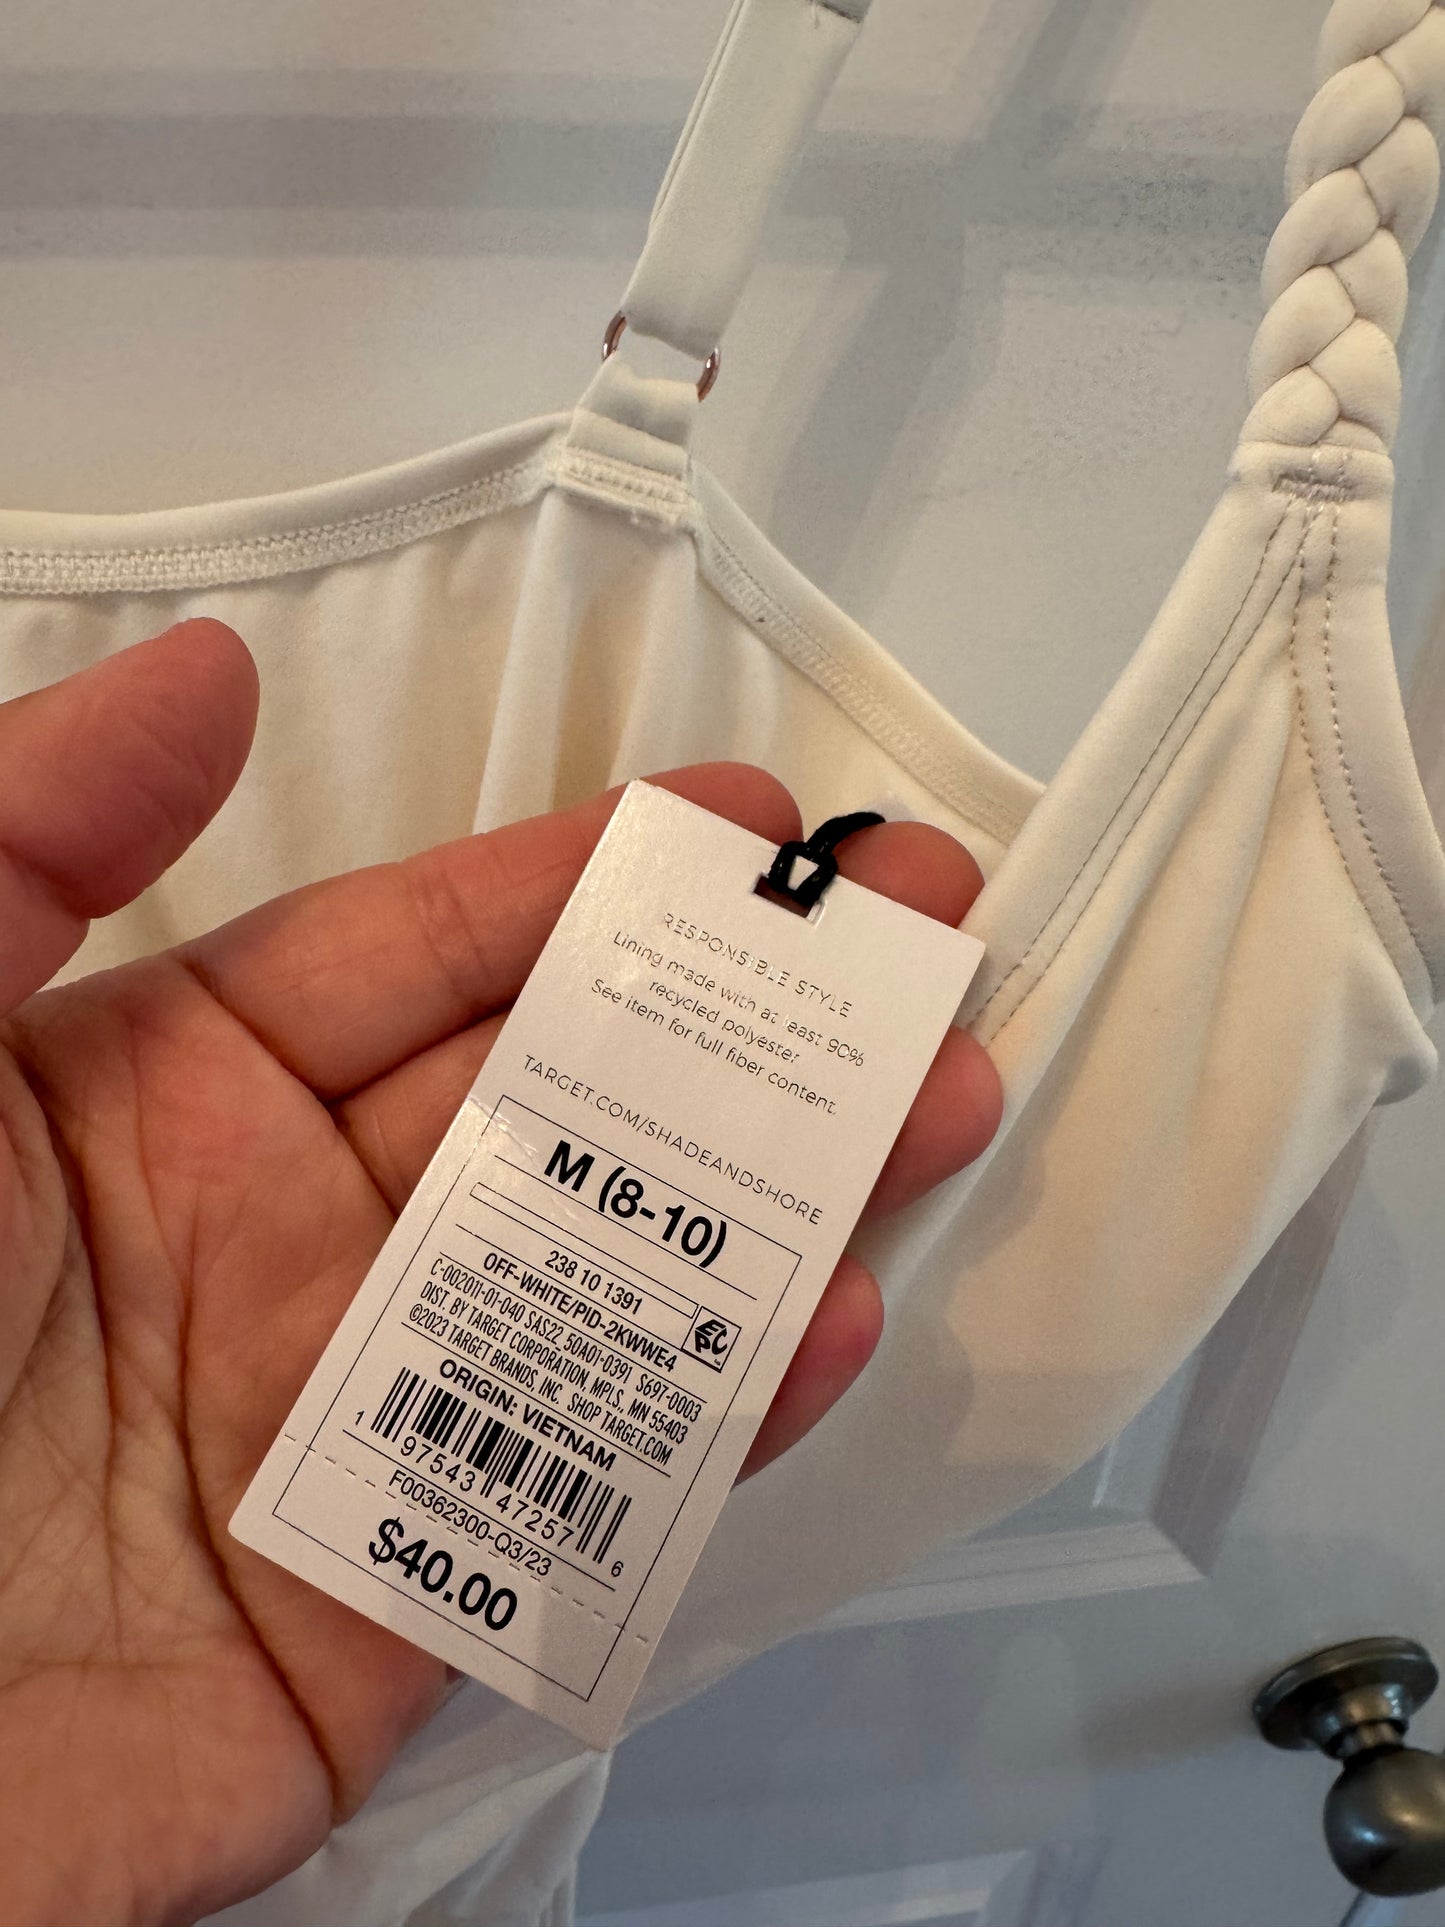 RESPONSIBLE STYLE
Lining made with at least 90%
recycled polyester
See item for full fiber content.
TARGET.COM/SHADEANDSHORE
M (8-10)
238 10 1391
OFF-WHITE/PID-2KWWE4
C-002011-01-040 SAS22_50A01-0391 S697-0003
DIST. BY TARGET CORPORATION, MPLS., MN 55403
©2023 TARGET BRANDS, INC. SHOP TARGET.COM
EPC
ORIGIN: VIETNAM
1 97543 47257 6
F00362300-Q3/23
$40.00